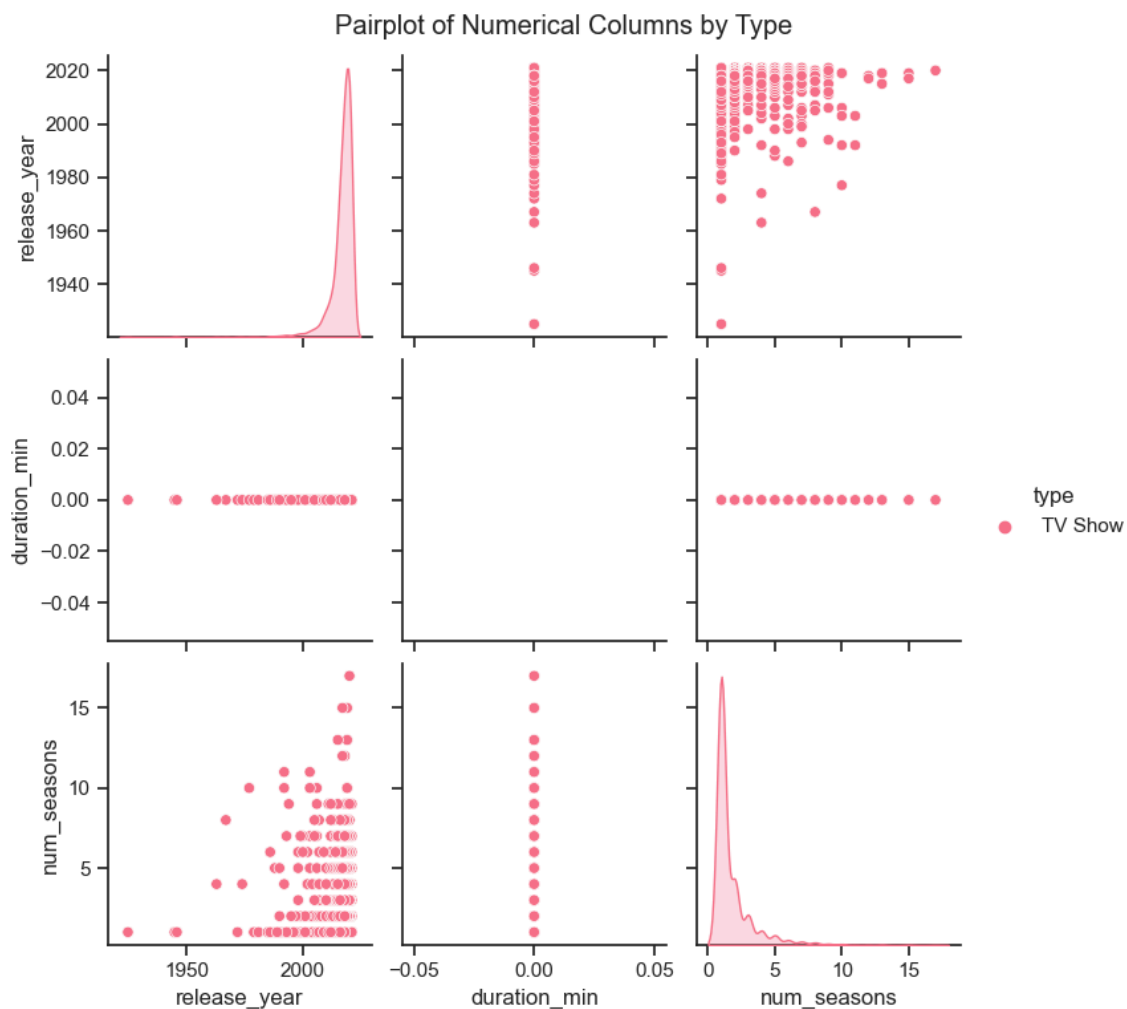 Pairplot of Numerical Columns by Type
2020
2000
1980
1960
1940
release_year
0.04
0.02
0.00
−0.02
−0.04
duration_min
type
TV Show
15
10
5
num_seasons
1950 2000
release_year
−0.05 0.00 0.05
duration_min
0 5 10 15
num_seasons